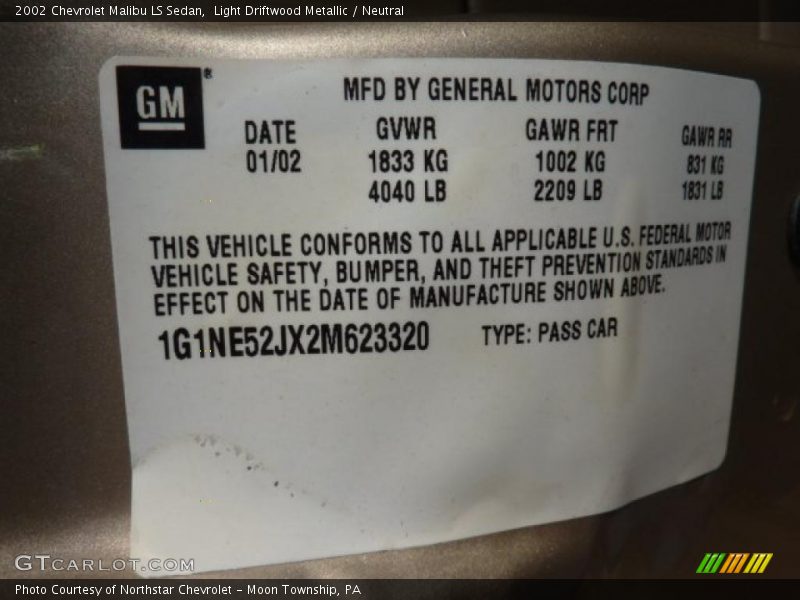 2002 Chevrolet Malibu LS Sedan,  Light Driftwood Metallic / Neutral
GM®
MFD BY GENERAL MOTORS CORP
DATE GVWR GAWR FRT GAWR RR
01/02 1833 KG 1002 KG 831 KG
4040 LB 2209 LB 1831 LB
THIS VEHICLE CONFORMS TO ALL APPLICABLE U.S. FEDERAL MOTOR
VEHICLE SAFETY, BUMPER, AND THEFT PREVENTION STANDARDS IN
EFFECT ON THE DATE OF MANUFACTURE SHOWN ABOVE.
1G1NE52JX2M623320 TYPE: PASS CAR
GTCARLOT.COM
Photo Courtesy of Northstar Chevrolet - Moon Township, PA